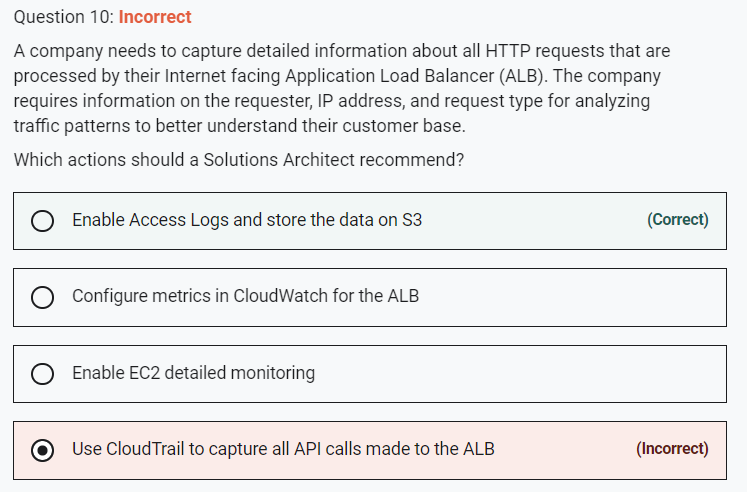 Question 10: Incorrect
A company needs to capture detailed information about all HTTP requests that are
processed by their Internet facing Application Load Balancer (ALB). The company
requires information on the requester, IP address, and request type for analyzing
traffic patterns to better understand their customer base.
Which actions should a Solutions Architect recommend?
Enable Access Logs and store the data on S3 (Correct)
Configure metrics in CloudWatch for the ALB
Enable EC2 detailed monitoring
Use CloudTrail to capture all API calls made to the ALB (Incorrect)